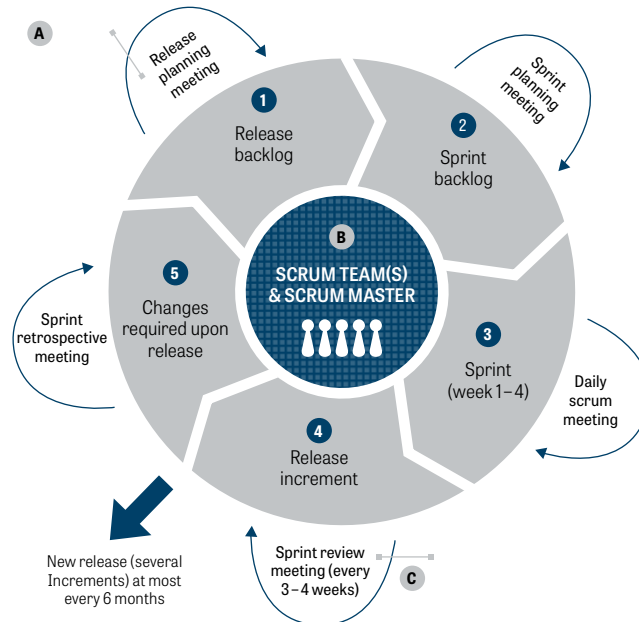 A
Release
planning
meeting
1
Release
backlog
Sprint
planning
meeting
2
Sprint
backlog
B
SCRUM TEAM(S)
& SCRUM MASTER
5
Changes
required upon
release
Sprint
retrospective
meeting
3
Sprint
(week 1–4)
Daily
scrum
meeting
4
Release
increment
New release (several
Increments) at most
every 6 months
Sprint review
meeting (every
3–4 weeks)
C